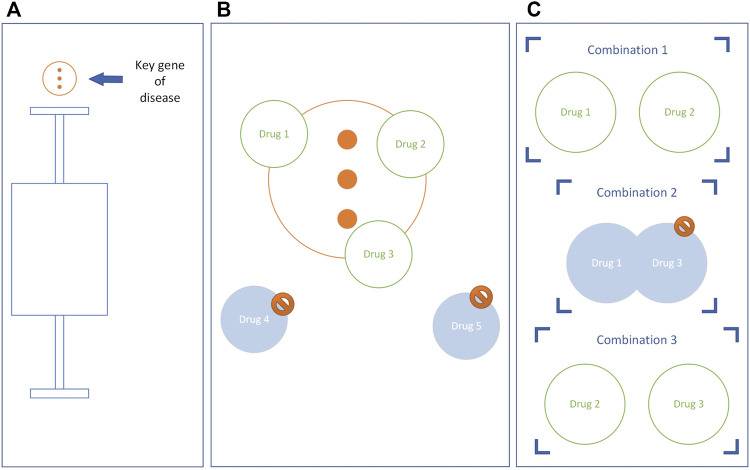 A
B
C
Key gene
of
disease
Drug 1
Drug 2
Drug 3
Drug 4
Drug 5
Combination 1
Drug 1
Drug 2
Combination 2
Drug 1
Drug 3
Combination 3
Drug 2
Drug 3